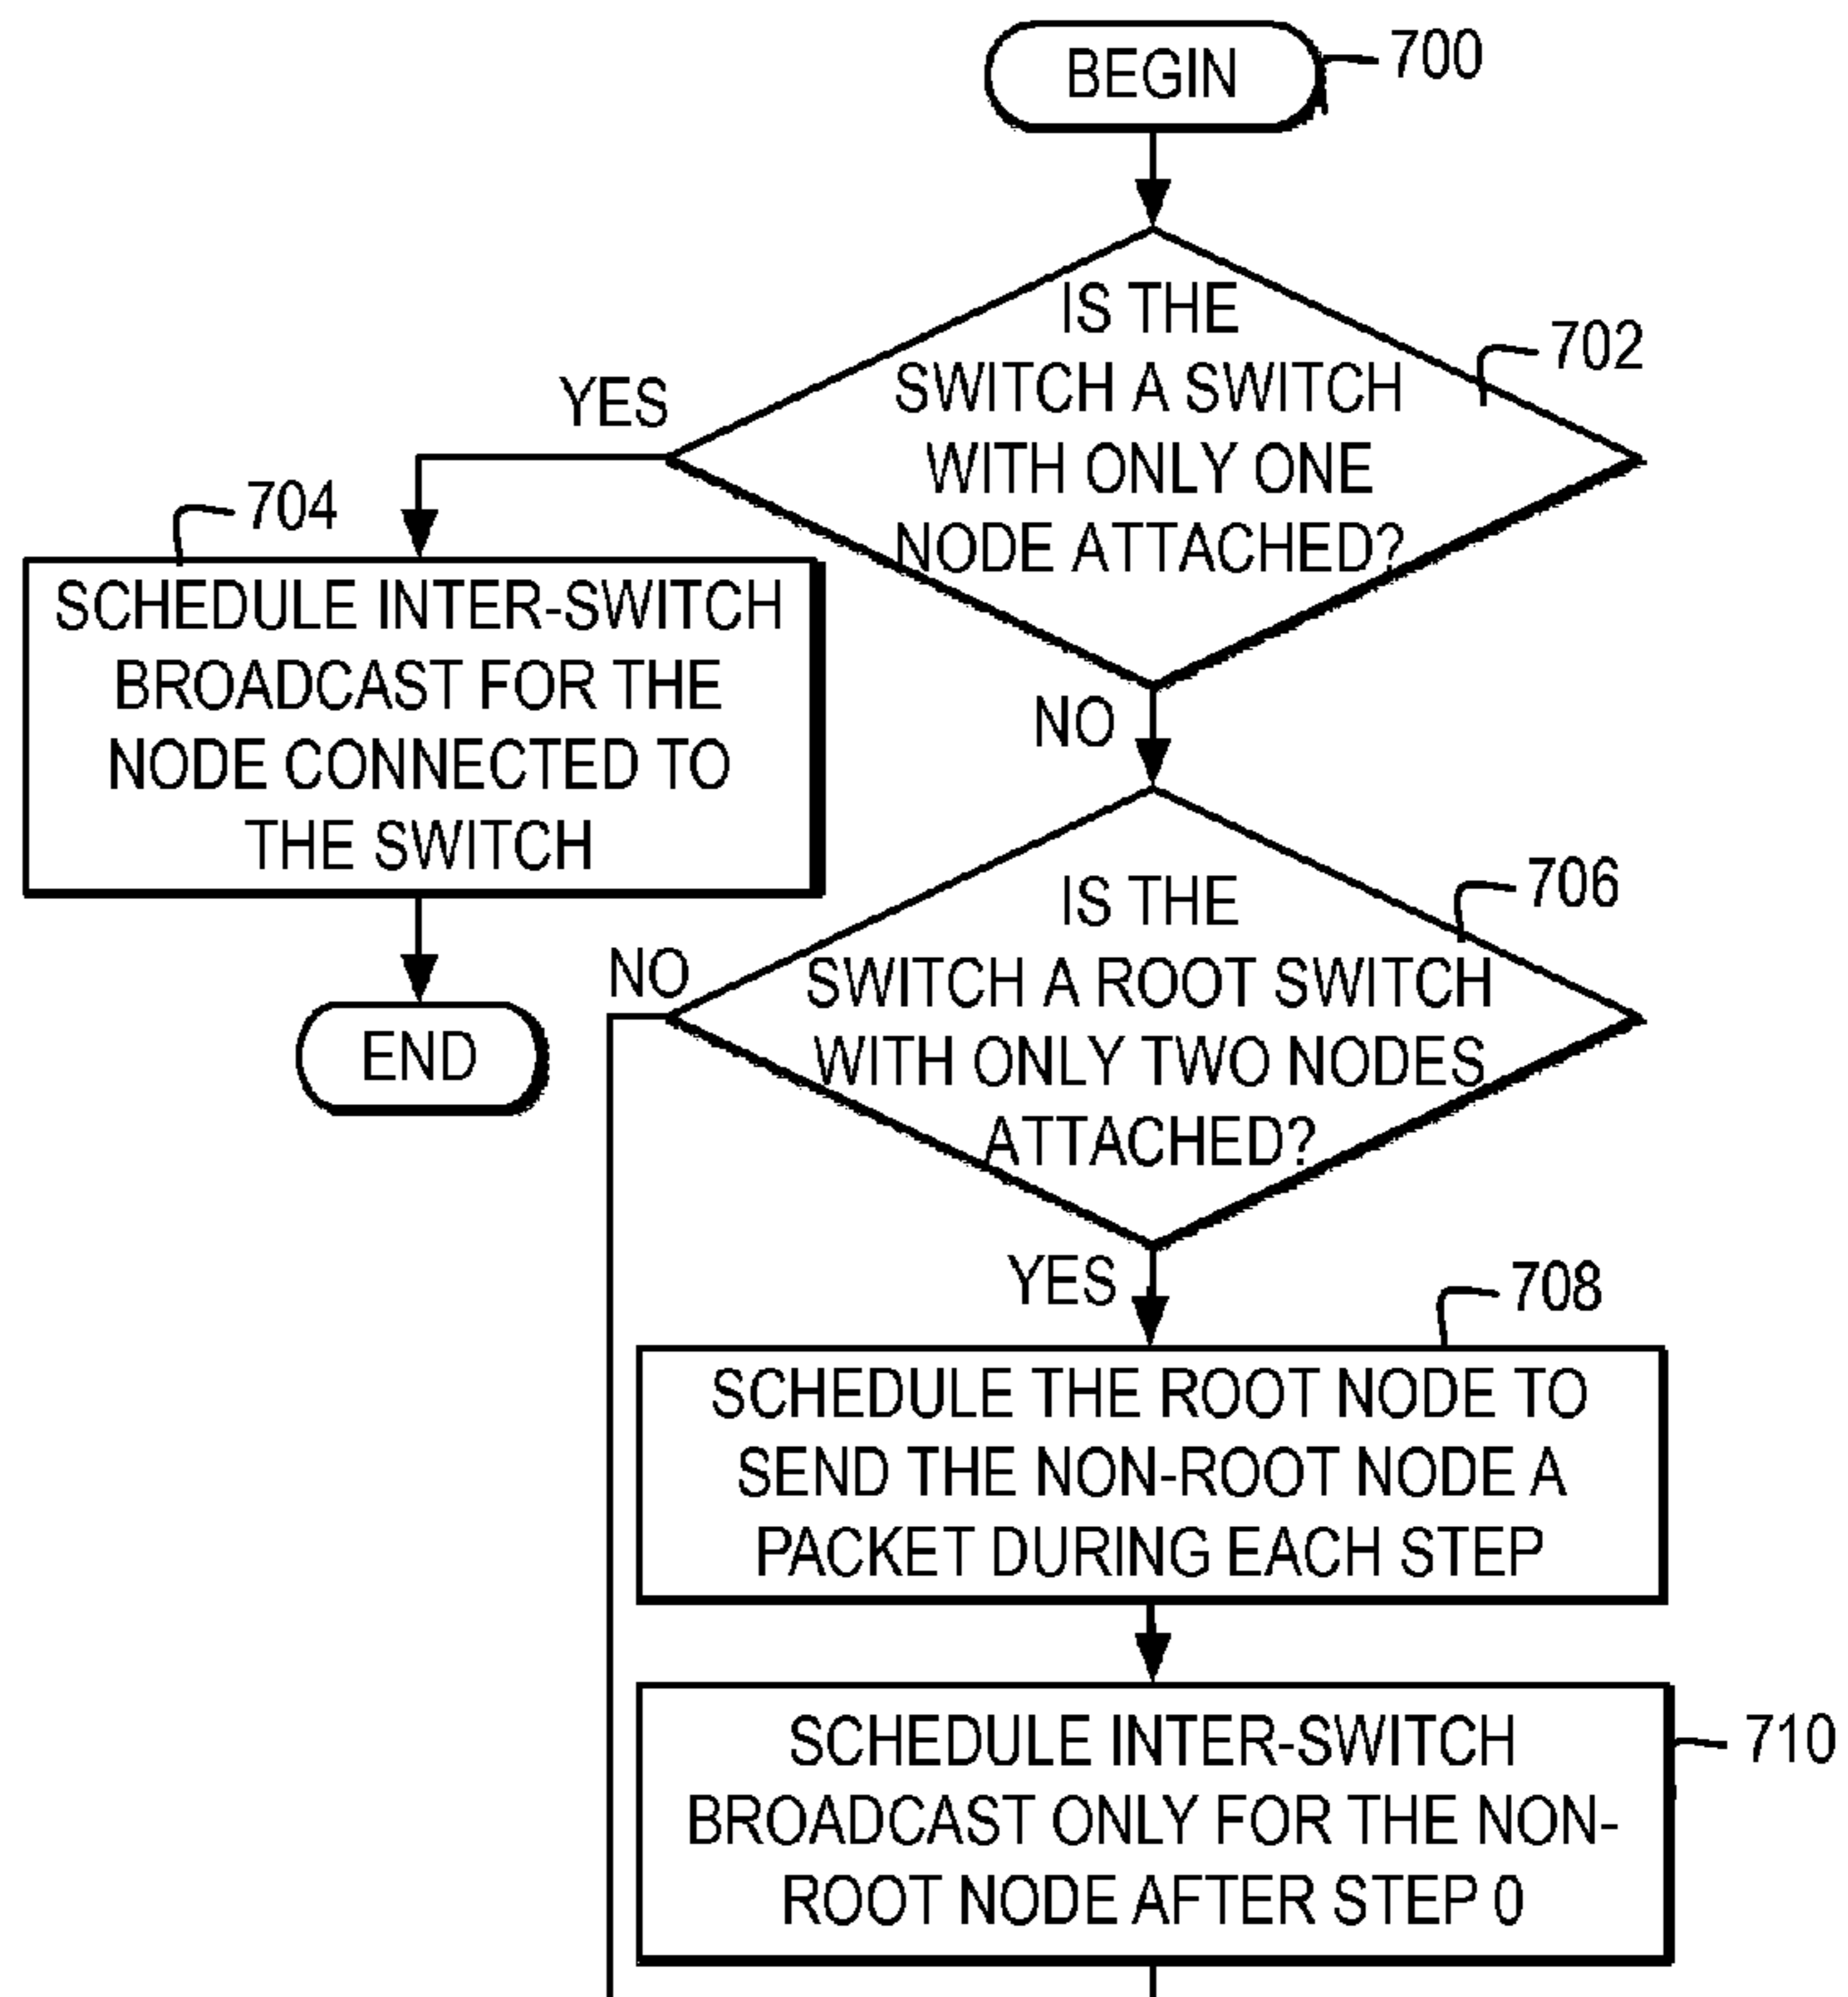 BEGIN
700
IS THE
SWITCH A SWITCH
WITH ONLY ONE
NODE ATTACHED?
702
YES
704
SCHEDULE INTER-SWITCH
BROADCAST FOR THE
NODE CONNECTED TO
THE SWITCH
END
NO
IS THE
SWITCH A ROOT SWITCH
WITH ONLY TWO NODES
ATTACHED?
706
NO
YES
708
SCHEDULE THE ROOT NODE TO
SEND THE NON-ROOT NODE A
PACKET DURING EACH STEP
SCHEDULE INTER-SWITCH
BROADCAST ONLY FOR THE NON-
ROOT NODE AFTER STEP 0
710